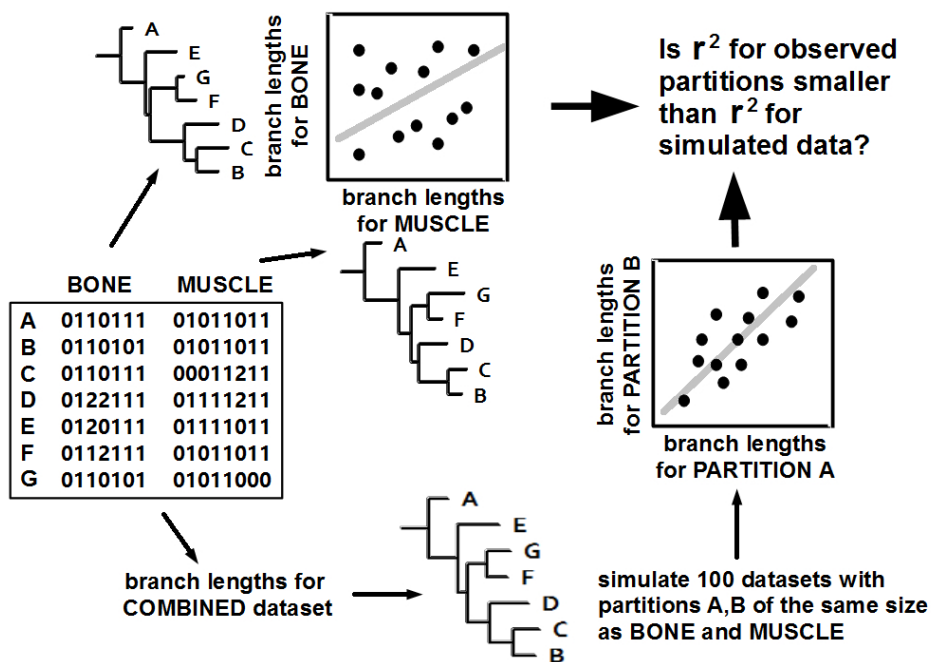 A
E
G
F
D
C
B
branch lengths
for BONE
branch lengths
for MUSCLE
Is r² for observed
partitions smaller
than r² for
simulated data?
A
E
G
F
D
C
B
BONE MUSCLE
A 0110111 01011011
B 0110101 01011011
C 0110111 00011211
D 0122111 01111211
E 0120111 01111011
F 0112111 01011011
G 0110101 01011000
branch lengths
for PARTITION B
branch lengths
for PARTITION A
branch lengths for
COMBINED dataset
A
E
G
F
D
C
B
simulate 100 datasets with
partitions A,B of the same size
as BONE and MUSCLE